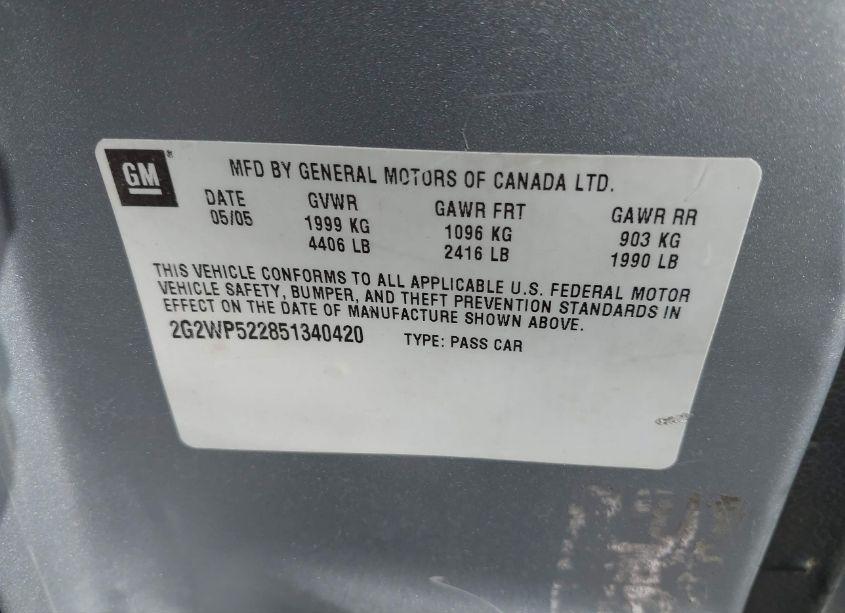 GM®
MFD BY GENERAL MOTORS OF CANADA LTD.
DATE GVWR GAWR FRT GAWR RR
05/05 1999 KG 1096 KG 903 KG
4406 LB 2416 LB 1990 LB
THIS VEHICLE CONFORMS TO ALL APPLICABLE U.S. FEDERAL MOTOR
VEHICLE SAFETY, BUMPER, AND THEFT PREVENTION STANDARDS IN
EFFECT ON THE DATE OF MANUFACTURE SHOWN ABOVE.
2G2WP522851340420 TYPE: PASS CAR